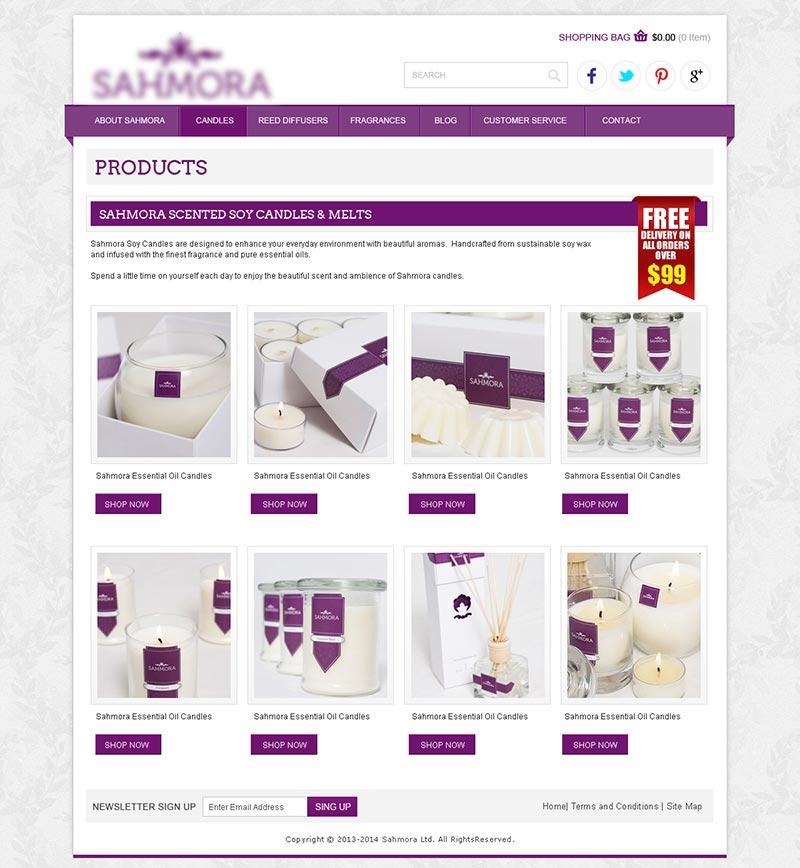 SHOPPING BAG $0.00 (0 Item)
SAHMORA
SEARCH
f g+
ABOUT SAHMORA CANDLES REED DIFFUSERS FRAGRANCES BLOG CUSTOMER SERVICE CONTACT
PRODUCTS
SAHMORA SCENTED SOY CANDLES & MELTS
FREE
DELIVERY ON
ALL ORDERS
OVER
$99
Sahmora Soy Candles are designed to enhance your everyday environment with beautiful aromas. Handcrafted from sustainable soy wax
and infused with the finest fragrance and pure essential oils.
Spend a little time on yourself each day to enjoy the beautiful scent and ambience of Sahmora candles.
SAHMORA
SAHMORA
Sahmora Essential Oil Candles Sahmora Essential Oil Candles Sahmora Essential Oil Candles Sahmora Essential Oil Candles
SHOP NOW SHOP NOW SHOP NOW SHOP NOW
SAHMORA
SAHMORA
Sahmora Essential Oil Candles Sahmora Essential Oil Candles Sahmora Essential Oil Candles Sahmora Essential Oil Candles
SHOP NOW SHOP NOW SHOP NOW SHOP NOW
NEWSLETTER SIGN UP Enter Email Address SING UP Home| Terms and Conditions | Site Map
Copyright © 2013-2014 Sahmora Ltd. All RightsReserved.